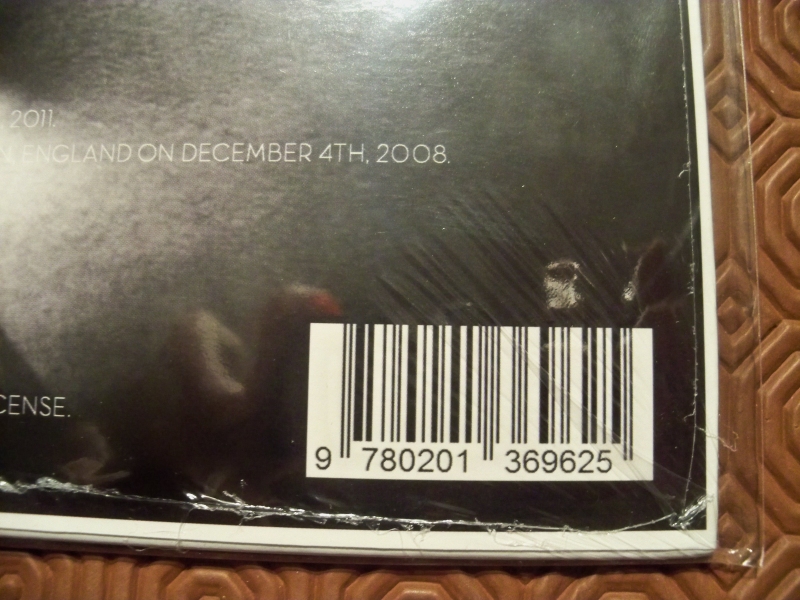 2011.
N, ENGLAND ON DECEMBER 4TH, 2008.
CENSE.
9 780201 369625